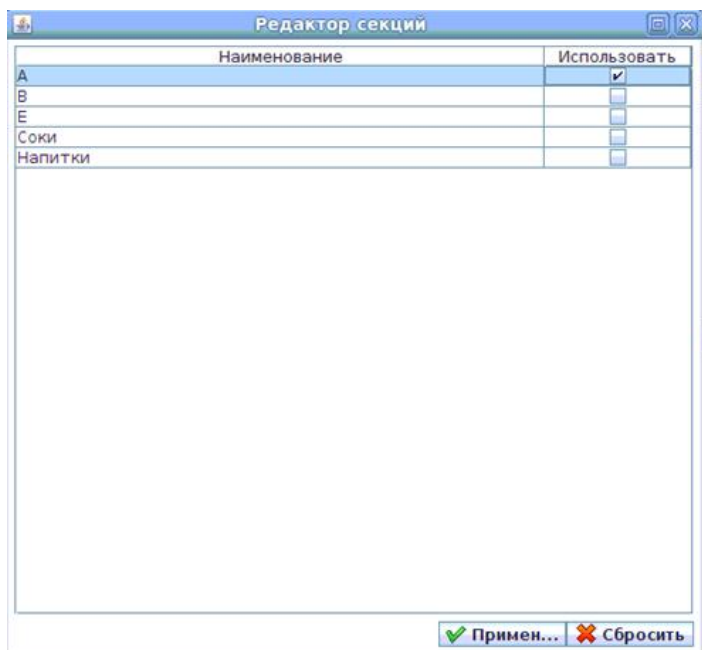 Редактор секций
Наименование Использовать
A
B
E
Соки
Напитки
Примен... Сбросить